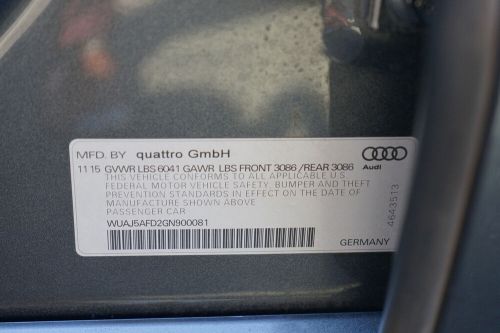 MFD. BY quattro GmbH
11 15 GVWR LBS 6041 GAWR LBS FRONT 3086 /REAR 3086
THIS VEHICLE CONFORMS TO ALL APPLICABLE U.S.
FEDERAL MOTOR VEHICLE SAFETY, BUMPER AND THEFT
PREVENTION STANDARDS IN EFFECT ON THE DATE OF
MANUFACTURE SHOWN ABOVE
PASSENGER CAR
WUAJ5AFD2GN900081
Audi
4643513
GERMANY